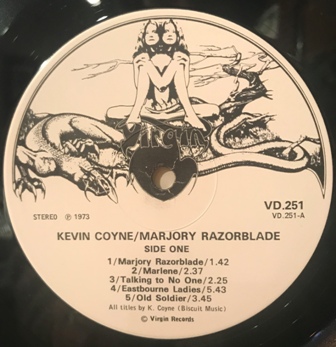 Virgin
VD.251
STEREO ℗ 1973
VD.251-A
KEVIN COYNE/MARJORY RAZORBLADE
SIDE ONE
1/Marjory Razorblade/1.42
2/Marlene/2.37
3/Talking to No One/2.25
4/Eastbourne Ladies/5.43
5/Old Soldier/3.45
All titles by K. Coyne (Biscuit Music)
© Virgin Records